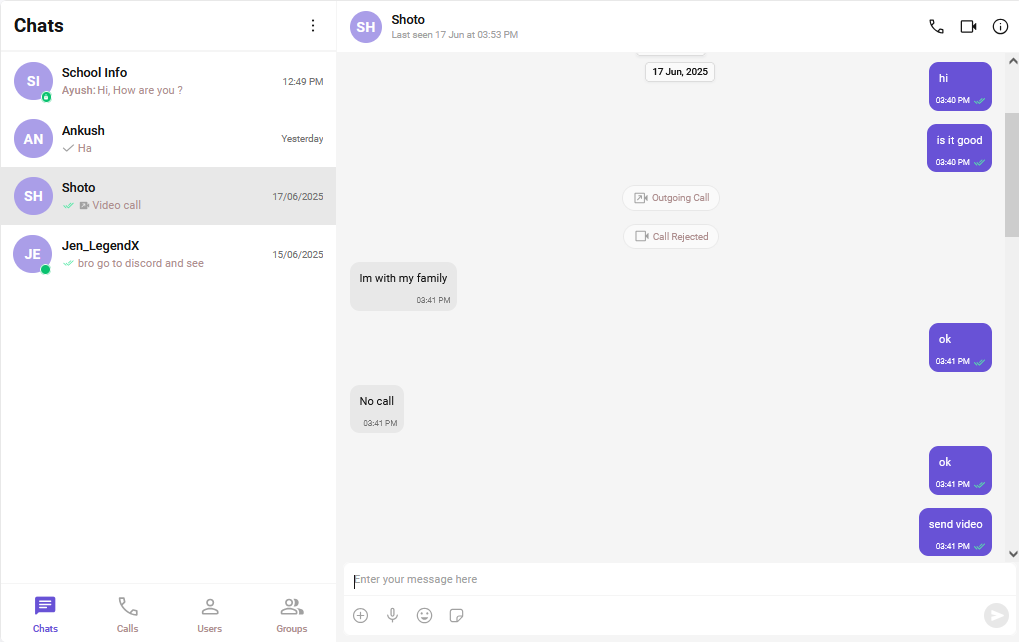 Chats
SI
School Info
12:49 PM
Ayush: Hi, How are you ?
AN
Ankush
Yesterday
Ha
SH
Shoto
17/06/2025
Video call
JE
Jen_LegendX
15/06/2025
bro go to discord and see
Chats
Calls
Users
Groups
SH
Shoto
Last seen 17 Jun at 03:53 PM
17 Jun, 2025
hi
03:40 PM
is it good
03:40 PM
Outgoing Call
Call Rejected
Im with my family
03:41 PM
ok
03:41 PM
No call
03:41 PM
ok
03:41 PM
send video
03:41 PM
Enter your message here